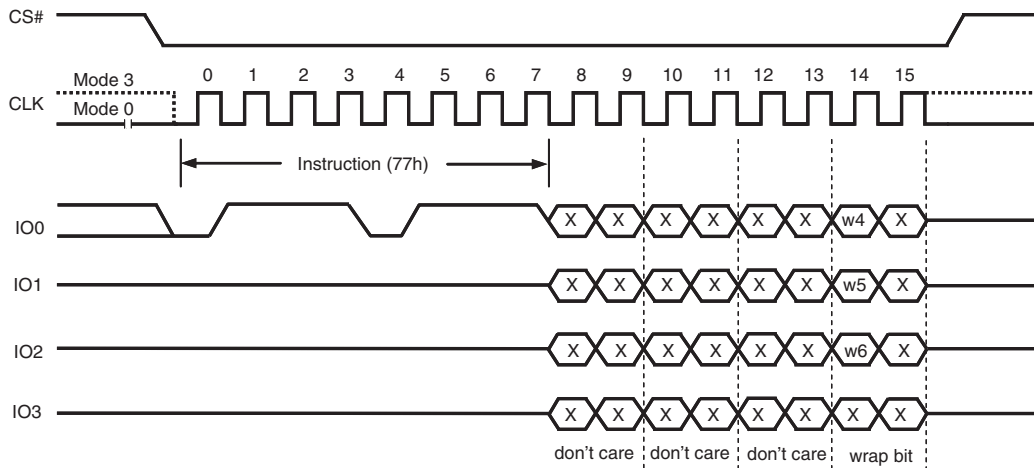 CS#
Mode 3
0 1 2 3 4 5 6 7 8 9 10 11 12 13 14 15
CLK
Mode 0
Instruction (77h)
IO0 X X X X X X w4 X
IO1 X X X X X X w5 X
IO2 X X X X X X w6 X
IO3 X X X X X X X X
don't care don't care don't care wrap bit